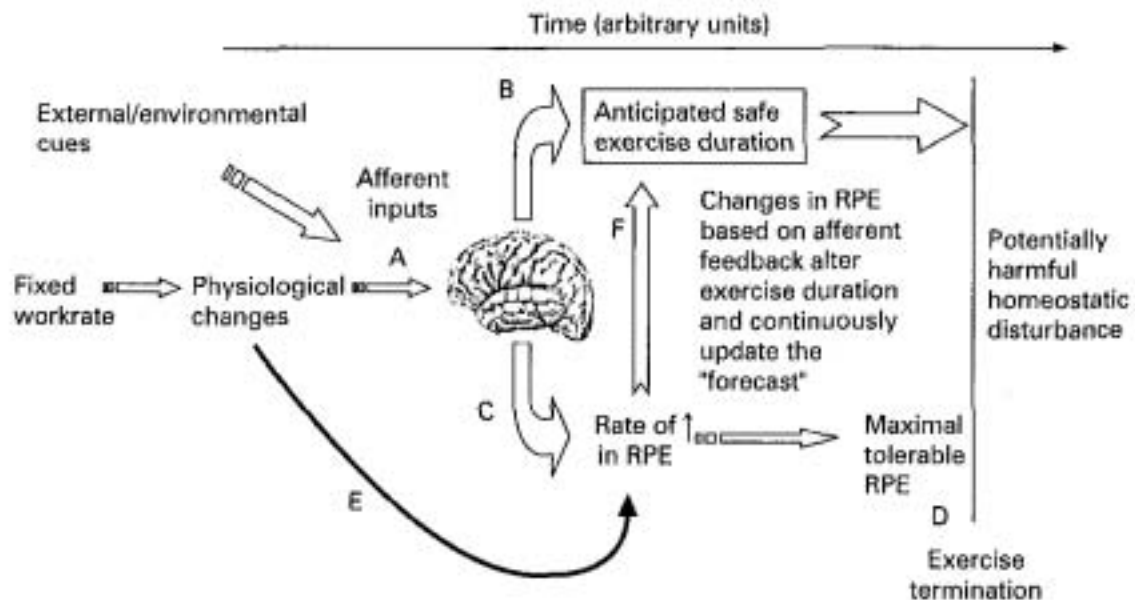 Time (arbitrary units)
External/environmental
cues
Afferent
inputs
A
B
Anticipated safe
exercise duration
Fixed
workrate
Physiological
changes
F
Changes in RPE
based on afferent
feedback alter
exercise duration
and continuously
update the
"forecast"
Potentially
harmful
homeostatic
disturbance
C
Rate of ↑
in RPE
Maximal
tolerable
RPE
E
D
Exercise
termination